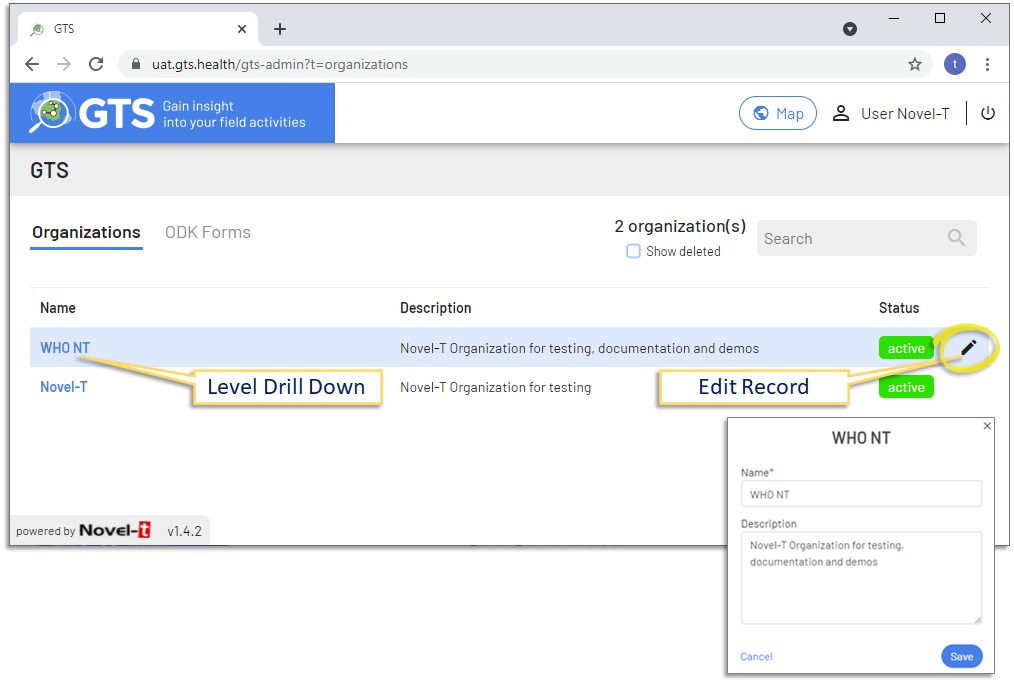 GTS
uat.gts.health/gts-admin?t=organizations
t
GTS
Gain insight
into your field activities
Map
User Novel-T
GTS
Organizations
ODK Forms
2 organization(s)
Show deleted
Search
Name
Description
Status
WHO NT
Novel-T Organization for testing, documentation and demos
active
Level Drill Down
Edit Record
Novel-T
Novel-T Organization for testing
active
WHO NT
Name*
WHO NT
Description
Novel-T Organization for testing,
documentation and demos
Cancel
Save
powered by Novel-t
v1.4.2